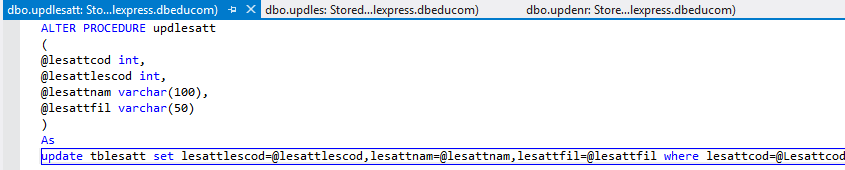 dbo.updlesatt: Sto...lexpress.dbeducom)
dbo.updles: Stored...lexpress.dbeducom)
dbo.updenr: Store...lexpress.dbeducom)
ALTER PROCEDURE updlesatt
(
@lesattcod int,
@lesattlescod int,
@lesattnam varchar(100),
@lesattfil varchar(50)
)
As
update tblesatt set lesattlescod=@lesattlescod,lesattnam=@lesattnam,lesattfil=@lesattfil where lesattcod=@Lesattcod